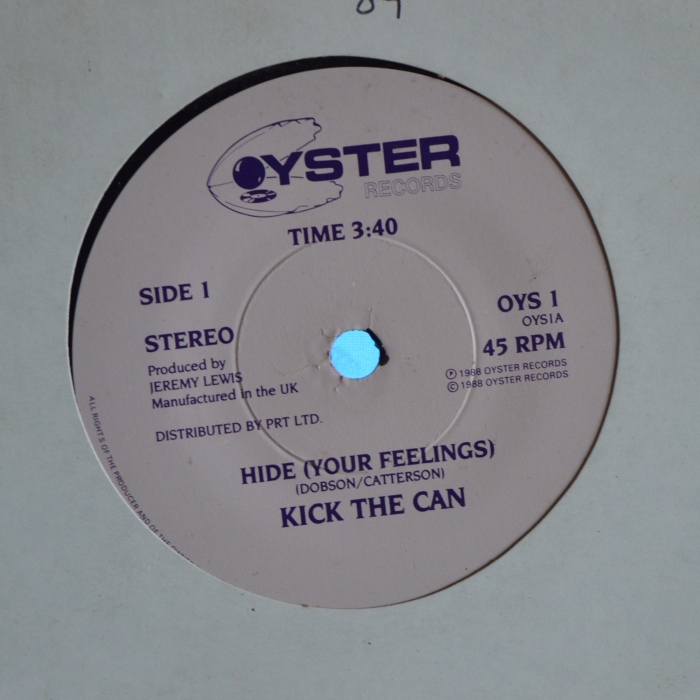 OYSTER
RECORDS
TIME 3:40
SIDE 1
STEREO
Produced by
JEREMY LEWIS
Manufactured in the UK
DISTRIBUTED BY PRT LTD.
OYS 1
OYS1A
45 RPM
Ⓟ 1988 OYSTER RECORDS
© 1988 OYSTER RECORDS
HIDE (YOUR FEELINGS)
(DOBSON/CATTERSON)
KICK THE CAN
ALL RIGHTS OF THE PRODUCER AND OF THE